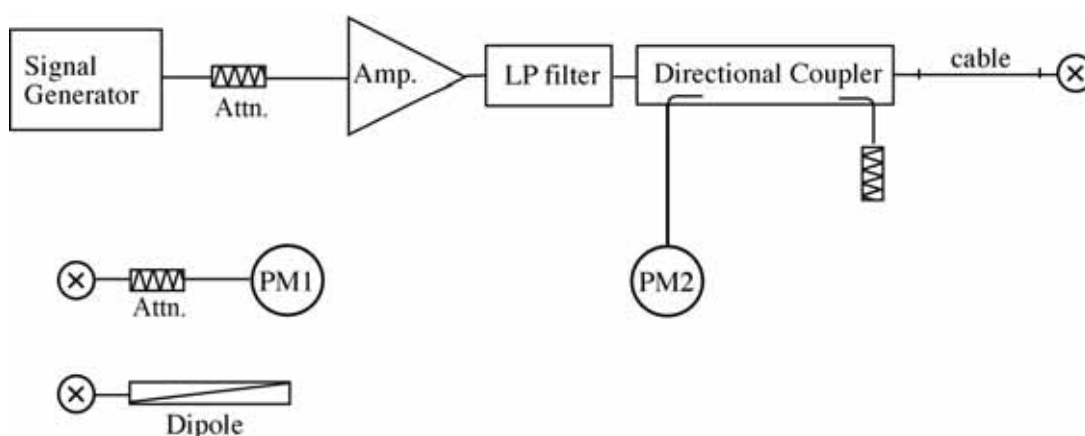 Signal
Generator
Attn.
Amp.
LP filter
Directional Coupler
cable
PM1
Attn.
PM2
Dipole